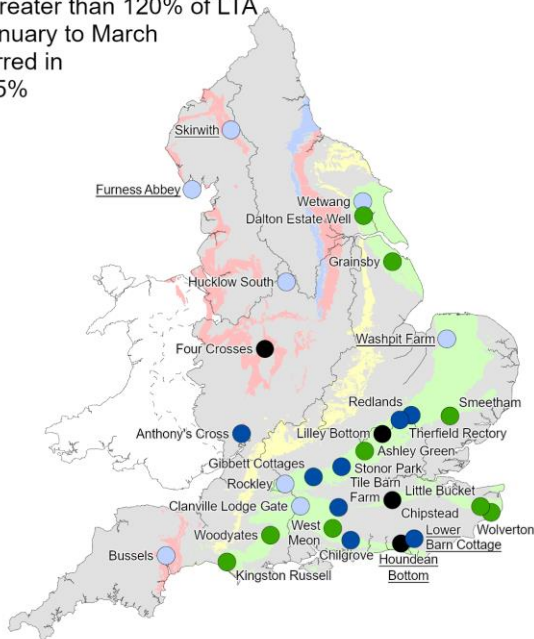 reater than 120% of LTA
nuary to March
rred in
5%
Skirwith
Furness Abbey
Wetwang
Dalton Estate Well
Grainsby
Hucklow South
Four Crosses
Washpit Farm
Redlands
Smeetham
Anthony's Cross
Lilley Bottom
Therfield Rectory
Ashley Green
Gibbett Cottages
Stonor Park
Rockley
Tile Barn
Farm
Little Bucket
Clanville Lodge Gate
Chipstead
Woodyates
West
Meon
Lower
Barn Cottage
Wolverton
Bussels
Chilgrove
Houndean
Bottom
Kingston Russell